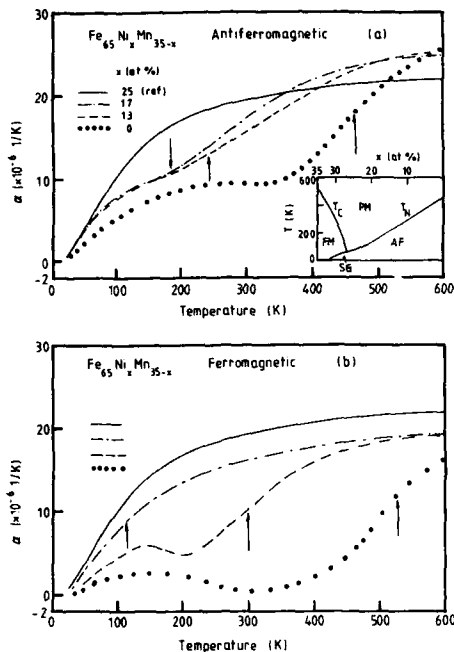 Fe65NixMn35-x Antiferromagnetic (a)
x (at %)
25 (ref)
17
13
0
30
20
10
0
-2
α (×10-6 1/K)
0 100 200 300 400 500 600
Temperature (K)
35 30 20 10
x (at %)
600
200
0
T (K)
TC PM TN
FM AF
SG
Fe65NixMn35-x Ferromagnetic (b)
30
20
10
0
-2
α (×10-6 1/K)
0 100 200 300 400 500 600
Temperature (K)